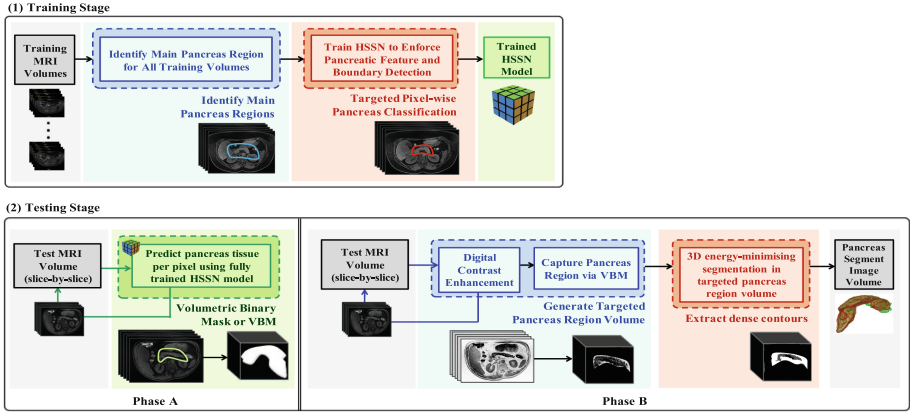 (1) Training Stage
Training
MRI
Volumes
Identify Main Pancreas Region
for All Training Volumes
Identify Main
Pancreas Regions
Train HSSN to Enforce
Pancreatic Feature and
Boundary Detection
Targeted Pixel-wise
Pancreas Classification
Trained
HSSN
Model
(2) Testing Stage
Test MRI
Volume
(slice-by-slice)
Predict pancreas tissue
per pixel using fully
trained HSSN model
Volumetric Binary
Mask or VBM
Phase A
Test MRI
Volume
(slice-by-slice)
Digital
Contrast
Enhancement
Capture Pancreas
Region via VBM
Generate Targeted
Pancreas Region Volume
3D energy-minimising
segmentation in
targeted pancreas
region volume
Extract dense contours
Pancreas
Segment
Image
Volume
Phase B